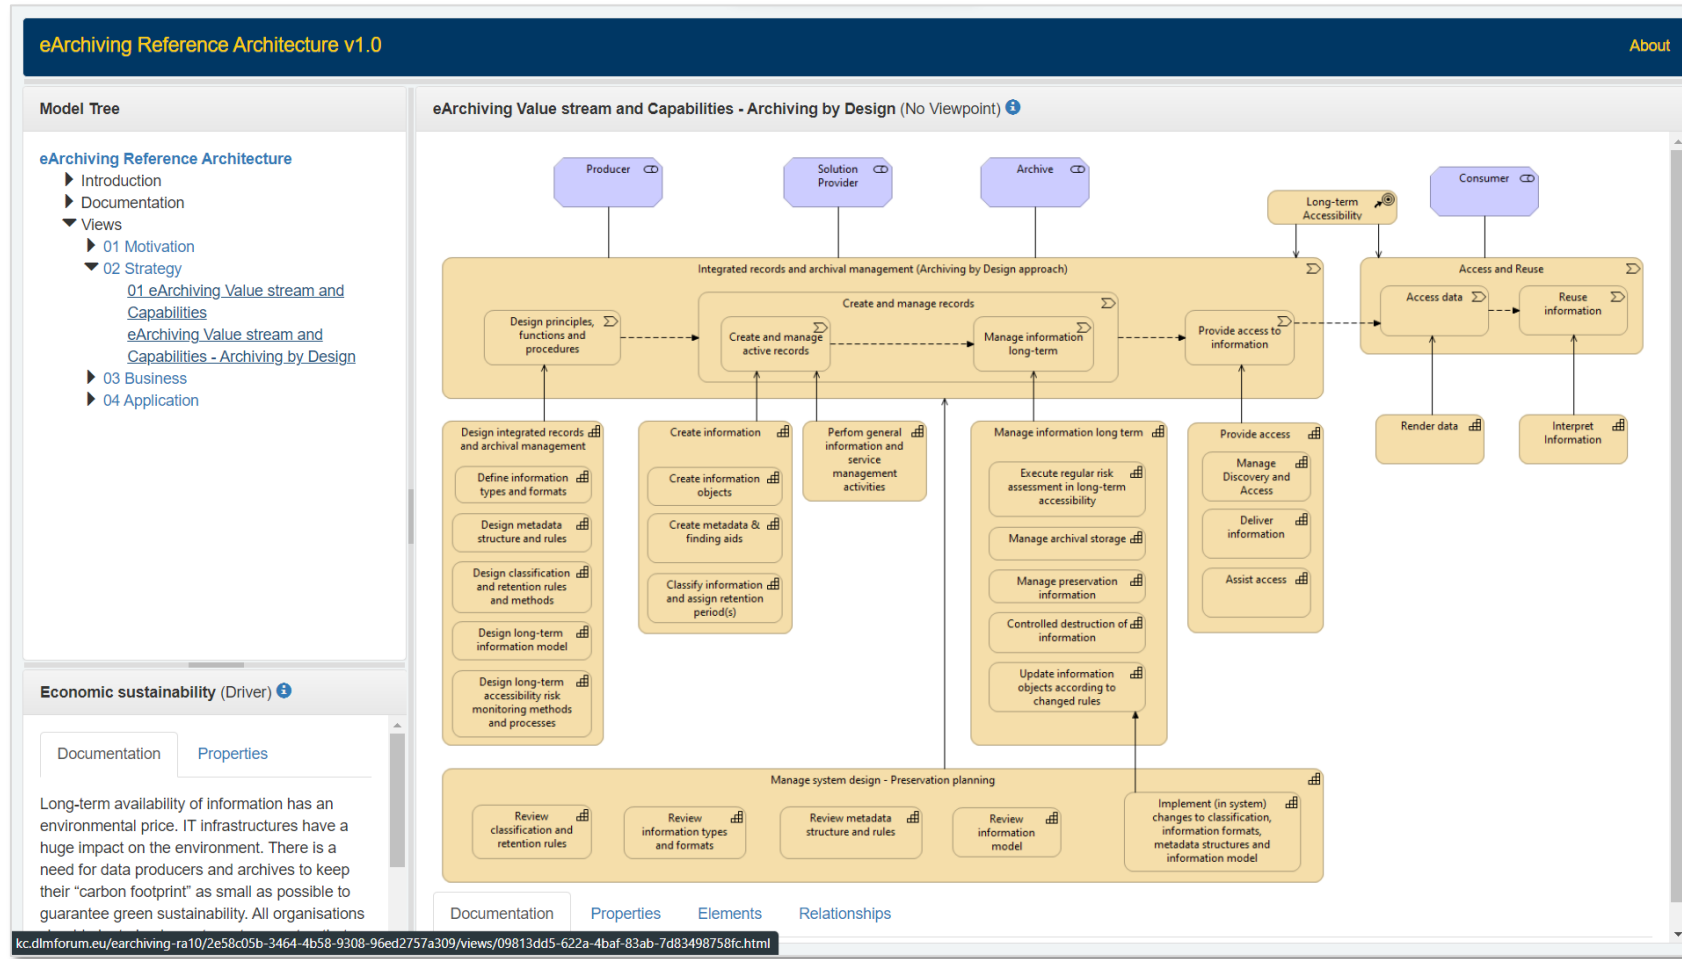 eArchiving Reference Architecture v1.0
About
Model Tree
eArchiving Reference Architecture
Introduction
Documentation
Views
01 Motivation
02 Strategy
01 eArchiving Value stream and
Capabilities
eArchiving Value stream and
Capabilities - Archiving by Design
03 Business
04 Application
Economic sustainability (Driver)
Documentation
Properties
Long-term availability of information has an
environmental price. IT infrastructures have a
huge impact on the environment. There is a
need for data producers and archives to keep
their “carbon footprint” as small as possible to
guarantee green sustainability. All organisations
kc.dlmforum.eu/earchiving-ra10/2e58c05b-3464-4b58-9308-96ed2757a309/views/09813dd5-622a-4baf-83ab-7d83498758fc.html
eArchiving Value stream and Capabilities - Archiving by Design (No Viewpoint)
Producer
Solution
Provider
Archive
Long-term
Accessibility
Consumer
Integrated records and archival management (Archiving by Design approach)
Design principles,
functions and
procedures
Create and manage records
Create and manage
active records
Manage information
long-term
Provide access to
information
Access and Reuse
Access data
Reuse
information
Design integrated records
and archival management
Define information
types and formats
Design metadata
structure and rules
Design classification
and retention rules
and methods
Design long-term
information model
Design long-term
accessibility risk
monitoring methods
and processes
Create information
Create information
objects
Create metadata &
finding aids
Classify information
and assign retention
period(s)
Perfom general
information and
service
management
activities
Manage information long term
Execute regular risk
assessment in long-term
accessibility
Manage archival storage
Manage preservation
information
Controlled destruction of
information
Update information
objects according to
changed rules
Provide access
Manage
Discovery and
Access
Deliver
information
Assist access
Render data
Interpret
Information
Manage system design - Preservation planning
Review
classification and
retention rules
Review
information types
and formats
Review metadata
structure and rules
Review
information
model
Implement (in system)
changes to classification,
information formats,
metadata structures and
information model
Documentation
Properties
Elements
Relationships